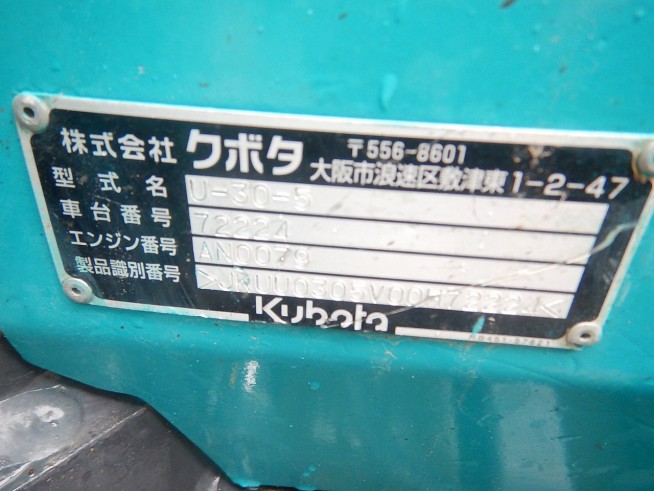 株式会社 クボタ 〒556-8601
大阪市浪速区敷津東1-2-47
型式名 U-30-5
車台番号 72224
エンジン番号 AN0079
製品識別番号
Kubota